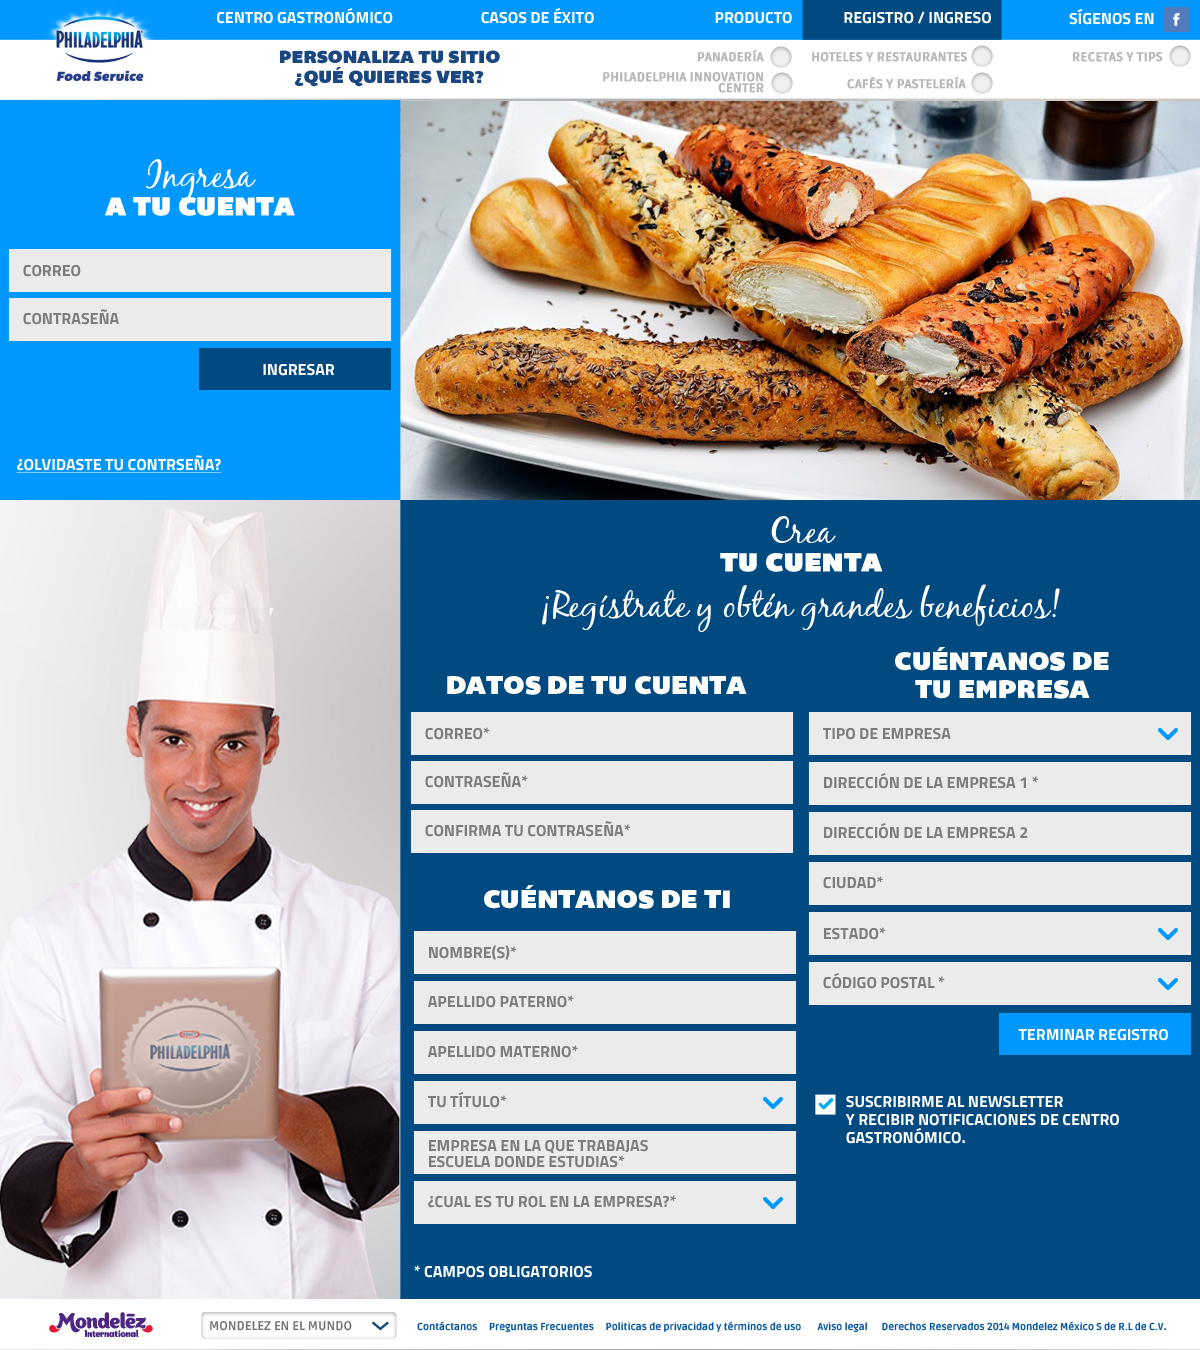 PHILADELPHIA
Food Service
CENTRO GASTRONÓMICO
CASOS DE ÉXITO
PRODUCTO
REGISTRO / INGRESO
SÍGENOS EN f
PERSONALIZA TU SITIO
¿QUÉ QUIERES VER?
PANADERÍA
HOTELES Y RESTAURANTES
RECETAS Y TIPS
PHILADELPHIA INNOVATION
CENTER
CAFÉS Y PASTELERÍA
Ingresa
A TU CUENTA
CORREO
CONTRASEÑA
INGRESAR
¿OLVIDASTE TU CONTRSEÑA?
Crea
TU CUENTA
¡Regístrate y obtén grandes beneficios!
DATOS DE TU CUENTA
CORREO*
CONTRASEÑA*
CONFIRMA TU CONTRASEÑA*
CUÉNTANOS DE TI
NOMBRE(S)*
APELLIDO PATERNO*
APELLIDO MATERNO*
TU TÍTULO*
EMPRESA EN LA QUE TRABAJAS
ESCUELA DONDE ESTUDIAS*
¿CUAL ES TU ROL EN LA EMPRESA?*
* CAMPOS OBLIGATORIOS
CUÉNTANOS DE
TU EMPRESA
TIPO DE EMPRESA
DIRECCIÓN DE LA EMPRESA 1 *
DIRECCIÓN DE LA EMPRESA 2
CIUDAD*
ESTADO*
CÓDIGO POSTAL *
TERMINAR REGISTRO
SUSCRIBIRME AL NEWSLETTER
Y RECIBIR NOTIFICACIONES DE CENTRO
GASTRONÓMICO.
PHILADELPHIA
Mondelēz
International
MONDELEZ EN EL MUNDO
Contáctanos
Preguntas Frecuentes
Politicas de privacidad y términos de uso
Aviso legal
Derechos Reservados 2014 Mondelez México S de R.L de C.V.